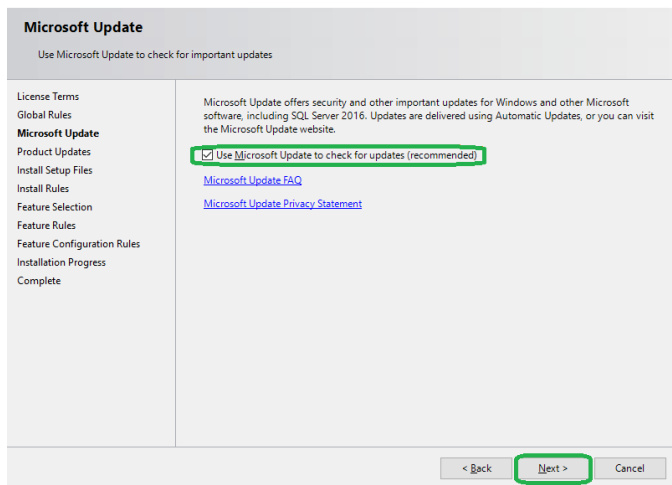 Microsoft Update
Use Microsoft Update to check for important updates
License Terms
Global Rules
Microsoft Update
Product Updates
Install Setup Files
Install Rules
Feature Selection
Feature Rules
Feature Configuration Rules
Installation Progress
Complete
Microsoft Update offers security and other important updates for Windows and other Microsoft
software, including SQL Server 2016. Updates are delivered using Automatic Updates, or you can visit
the Microsoft Update website.
Use Microsoft Update to check for updates (recommended)
Microsoft Update FAQ
Microsoft Update Privacy Statement
< Back
Next >
Cancel